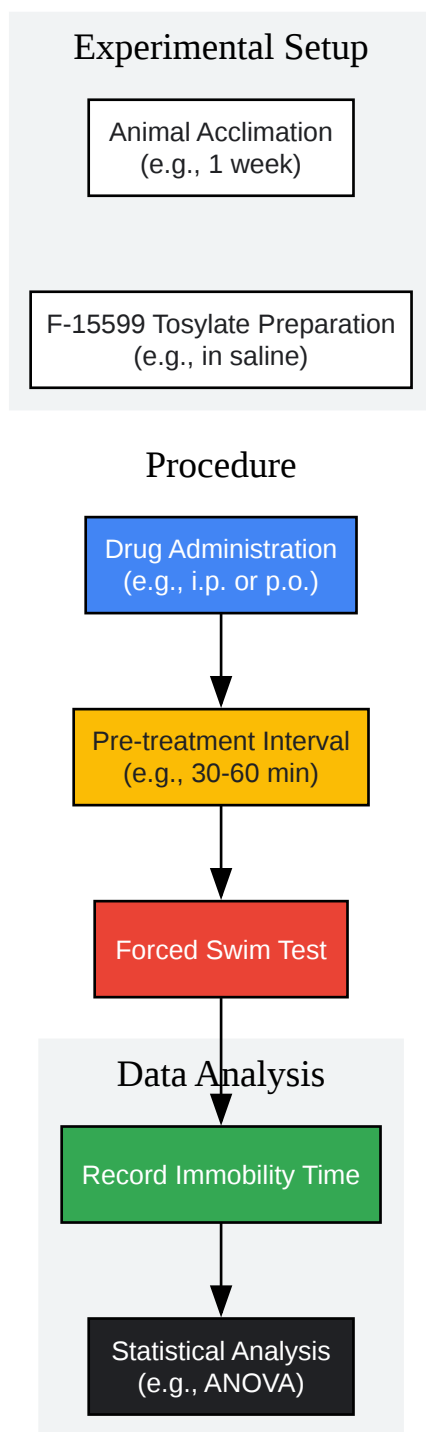 Experimental Setup
Animal Acclimation
(e.g., 1 week)
F-15599 Tosylate Preparation
(e.g., in saline)
Procedure
Drug Administration
(e.g., i.p. or p.o.)
Pre-treatment Interval
(e.g., 30-60 min)
Forced Swim Test
Data Analysis
Record Immobility Time
Statistical Analysis
(e.g., ANOVA)